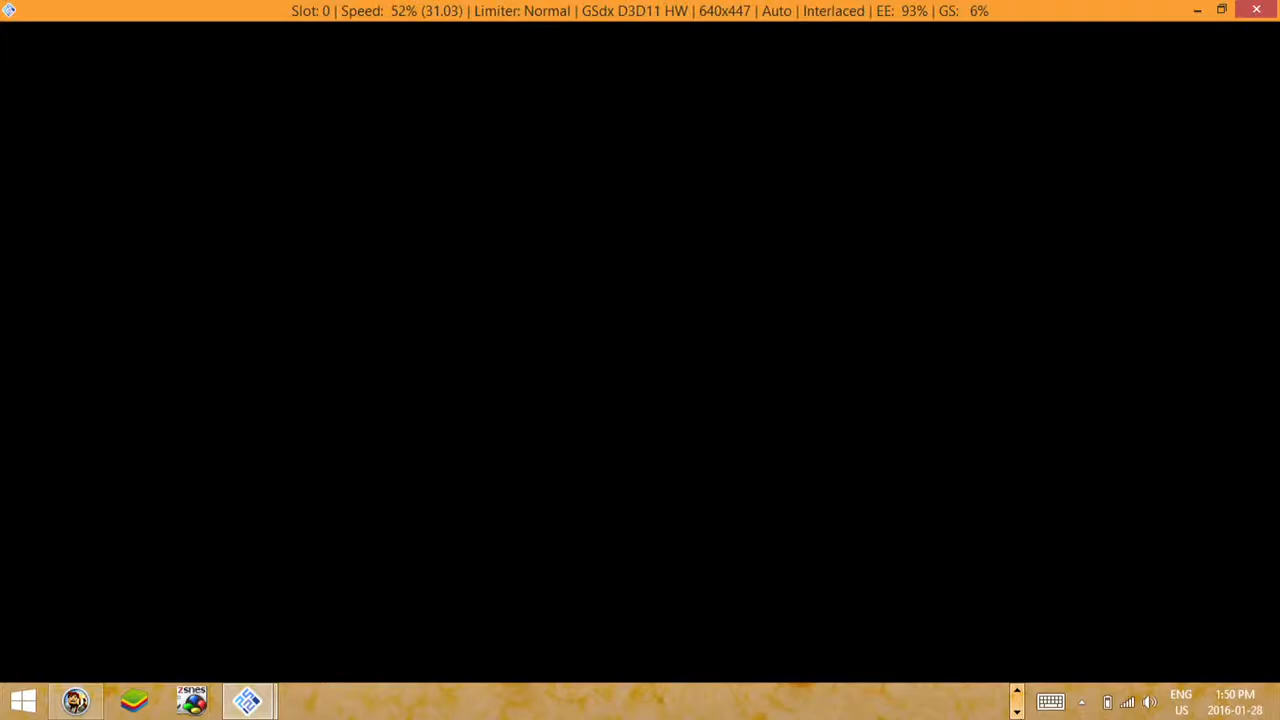 Slot: 0 | Speed: 52% (31.03) | Limiter: Normal | GSdx D3D11 HW | 640x447 | Auto | Interlaced | EE: 93% | GS: 6%
zsnes
ENG
US
1:50 PM
2016-01-28